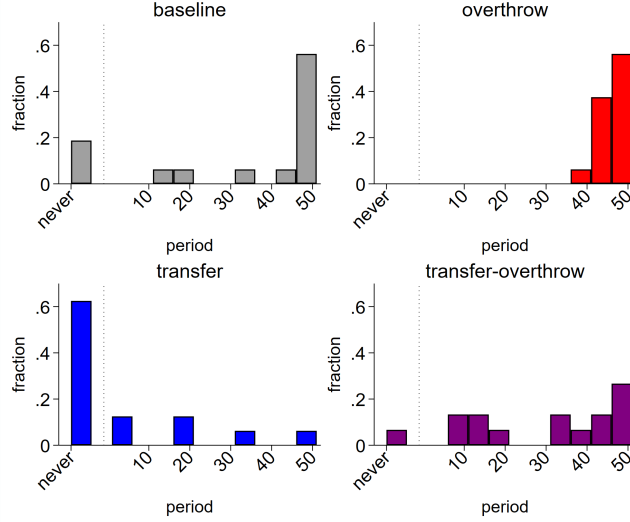 baseline
overthrow
.6
.4
.2
0
fraction
never
10
20
30
40
50
period
.6
.4
.2
0
fraction
never
10
20
30
40
50
period
transfer
transfer-overthrow
.6
.4
.2
0
fraction
never
10
20
30
40
50
period
.6
.4
.2
0
fraction
never
10
20
30
40
50
period